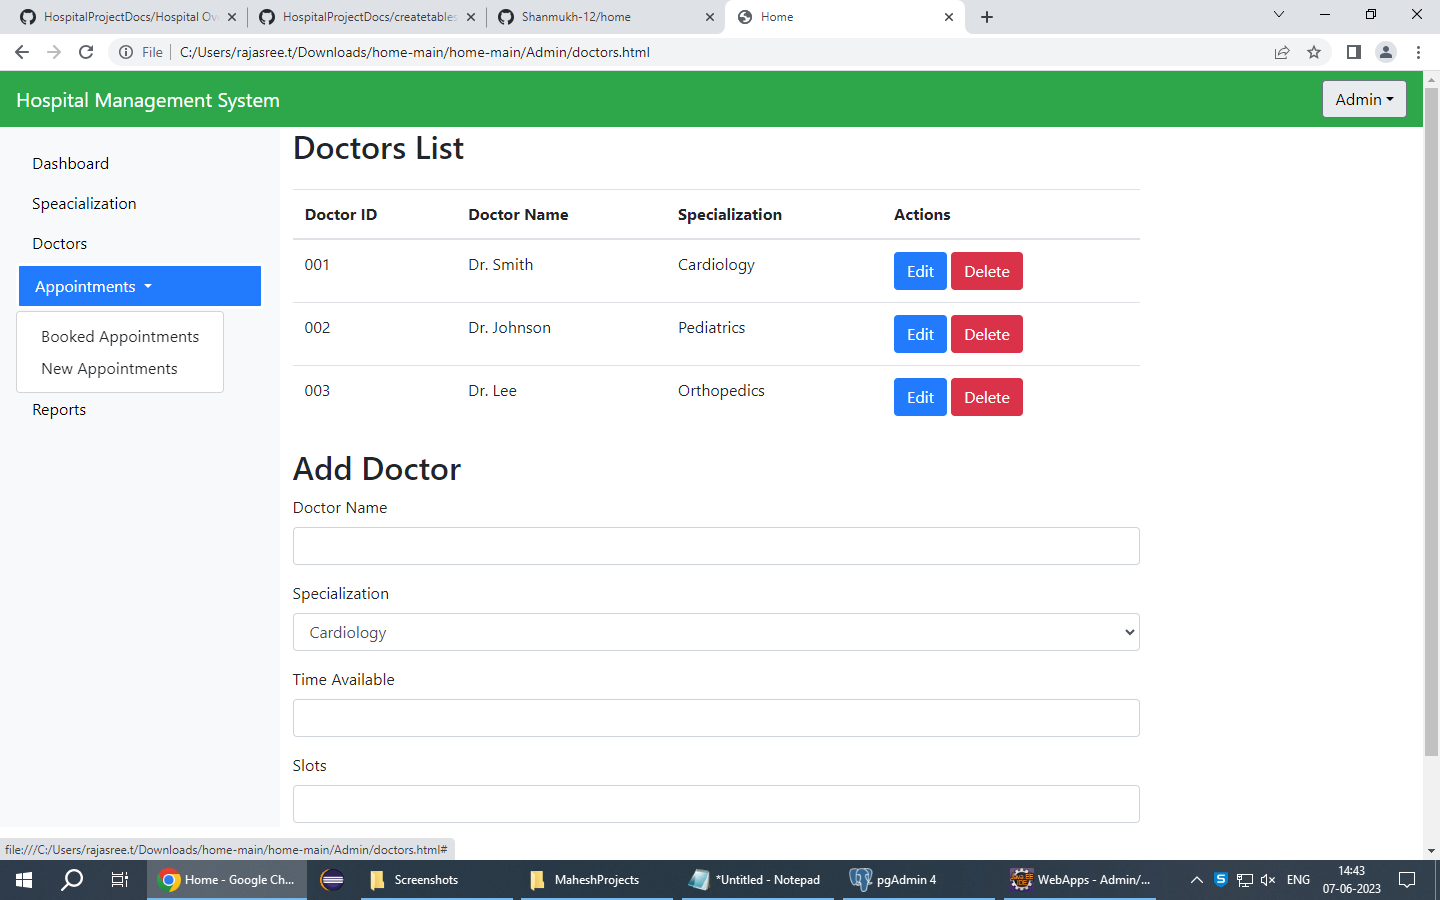 HospitalProjectDocs/Hospital Ov
HospitalProjectDocs/createtables
Shanmukh-12/home
Home
File
C:/Users/rajasree.t/Downloads/home-main/home-main/Admin/doctors.html
Hospital Management System
Admin
Dashboard
Speacialization
Doctors
Appointments
Booked Appointments
New Appointments
Reports
Doctors List
Doctor ID Doctor Name Specialization Actions
001 Dr. Smith Cardiology Edit Delete
002 Dr. Johnson Pediatrics Edit Delete
003 Dr. Lee Orthopedics Edit Delete
Add Doctor
Doctor Name
Specialization
Cardiology
Time Available
Slots
file:///C:/Users/rajasree.t/Downloads/home-main/home-main/Admin/doctors.html#
Home - Google Ch...
Screenshots
MaheshProjects
*Untitled - Notepad
pgAdmin 4
WebApps - Admin/...
ENG
14:43
07-06-2023